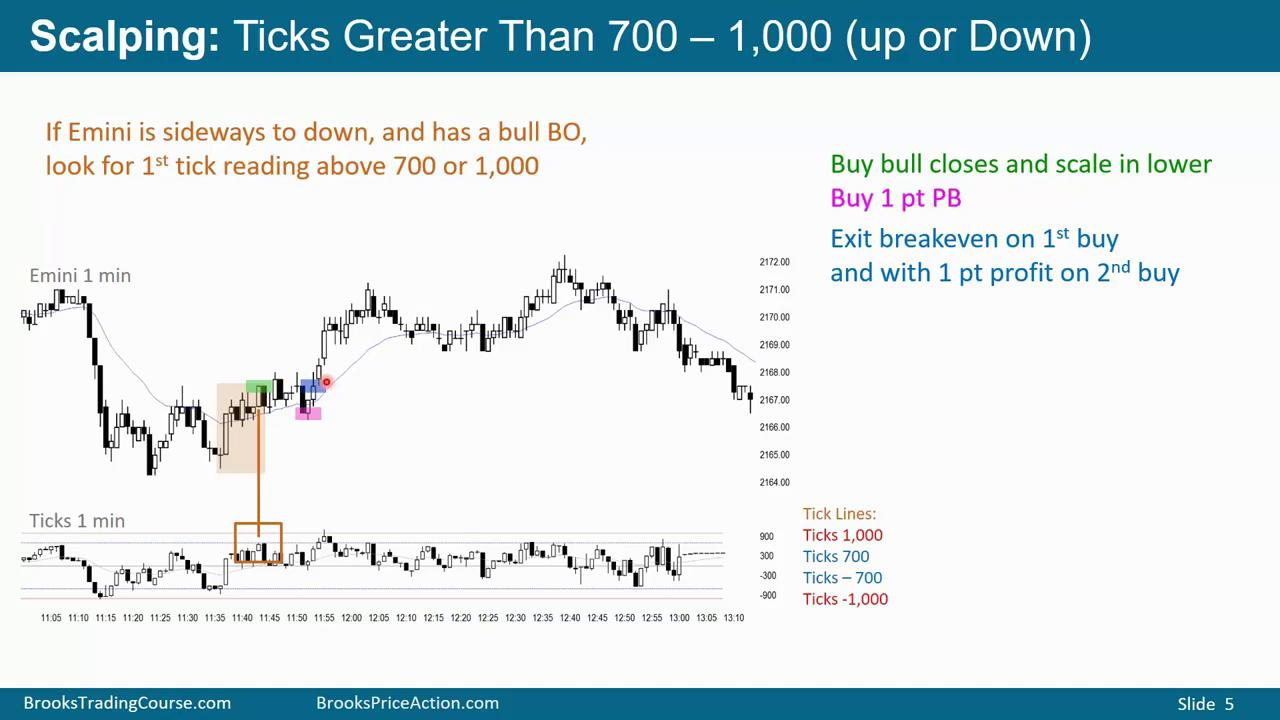 Scalping: Ticks Greater Than 700 – 1,000 (up or Down)
If Emini is sideways to down, and has a bull BO,
look for 1st tick reading above 700 or 1,000
Buy bull closes and scale in lower
Buy 1 pt PB
Exit breakeven on 1st buy
and with 1 pt profit on 2nd buy
Emini 1 min
2172.00
2171.00
2170.00
2169.00
2168.00
2167.00
2166.00
2165.00
2164.00
Ticks 1 min
900
300
-300
-900
Tick Lines:
Ticks 1,000
Ticks 700
Ticks – 700
Ticks -1,000
11:05 11:10 11:15 11:20 11:25 11:30 11:35 11:40 11:45 11:50 11:55 12:00 12:05 12:10 12:15 12:20 12:25 12:30 12:35 12:40 12:45 12:50 12:55 13:00 13:05 13:10
BrooksTradingCourse.com
BrooksPriceAction.com
Slide 5